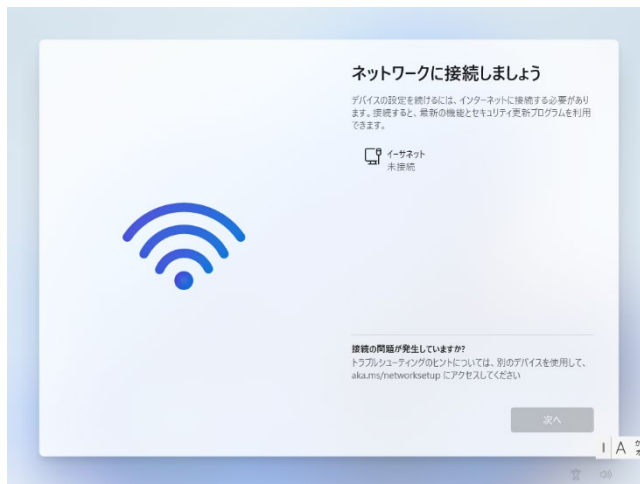 ネットワークに接続しましょう
デバイスの設定を続けるには、インターネットに接続する必要があり
ます。接続すると、最新の機能とセキュリティ更新プログラムを利用
できます。
イーサネット
未接続
接続の問題が発生していますか?
トラブルシューティングのヒントについては、別のデバイスを使用して、
aka.ms/networksetup にアクセスしてください
次へ
A